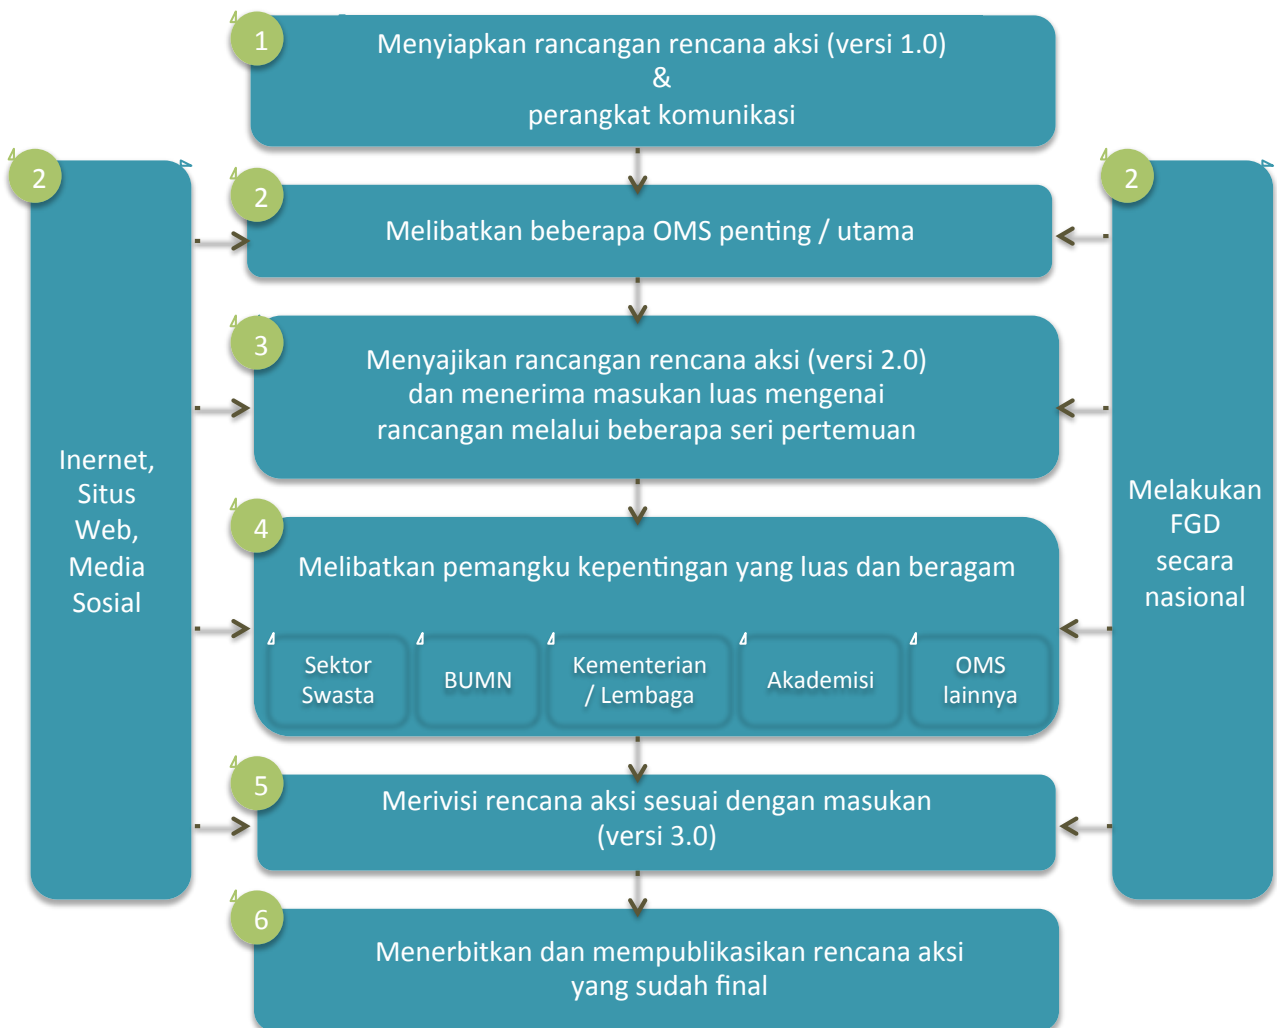 1
Menyiapkan rancangan rencana aksi (versi 1.0)
&
perangkat komunikasi
2
Inernet,
Situs
Web,
Media
Sosial
2
Melibatkan beberapa OMS penting / utama
2
Melakukan
FGD
secara
nasional
3
Menyajikan rancangan rencana aksi (versi 2.0)
dan menerima masukan luas mengenai
rancangan melalui beberapa seri pertemuan
4
Melibatkan pemangku kepentingan yang luas dan beragam
Sektor
Swasta
BUMN
Kementerian
/ Lembaga
Akademisi
OMS
lainnya
5
Merivisi rencana aksi sesuai dengan masukan
(versi 3.0)
6
Menerbitkan dan mempublikasikan rencana aksi
yang sudah final